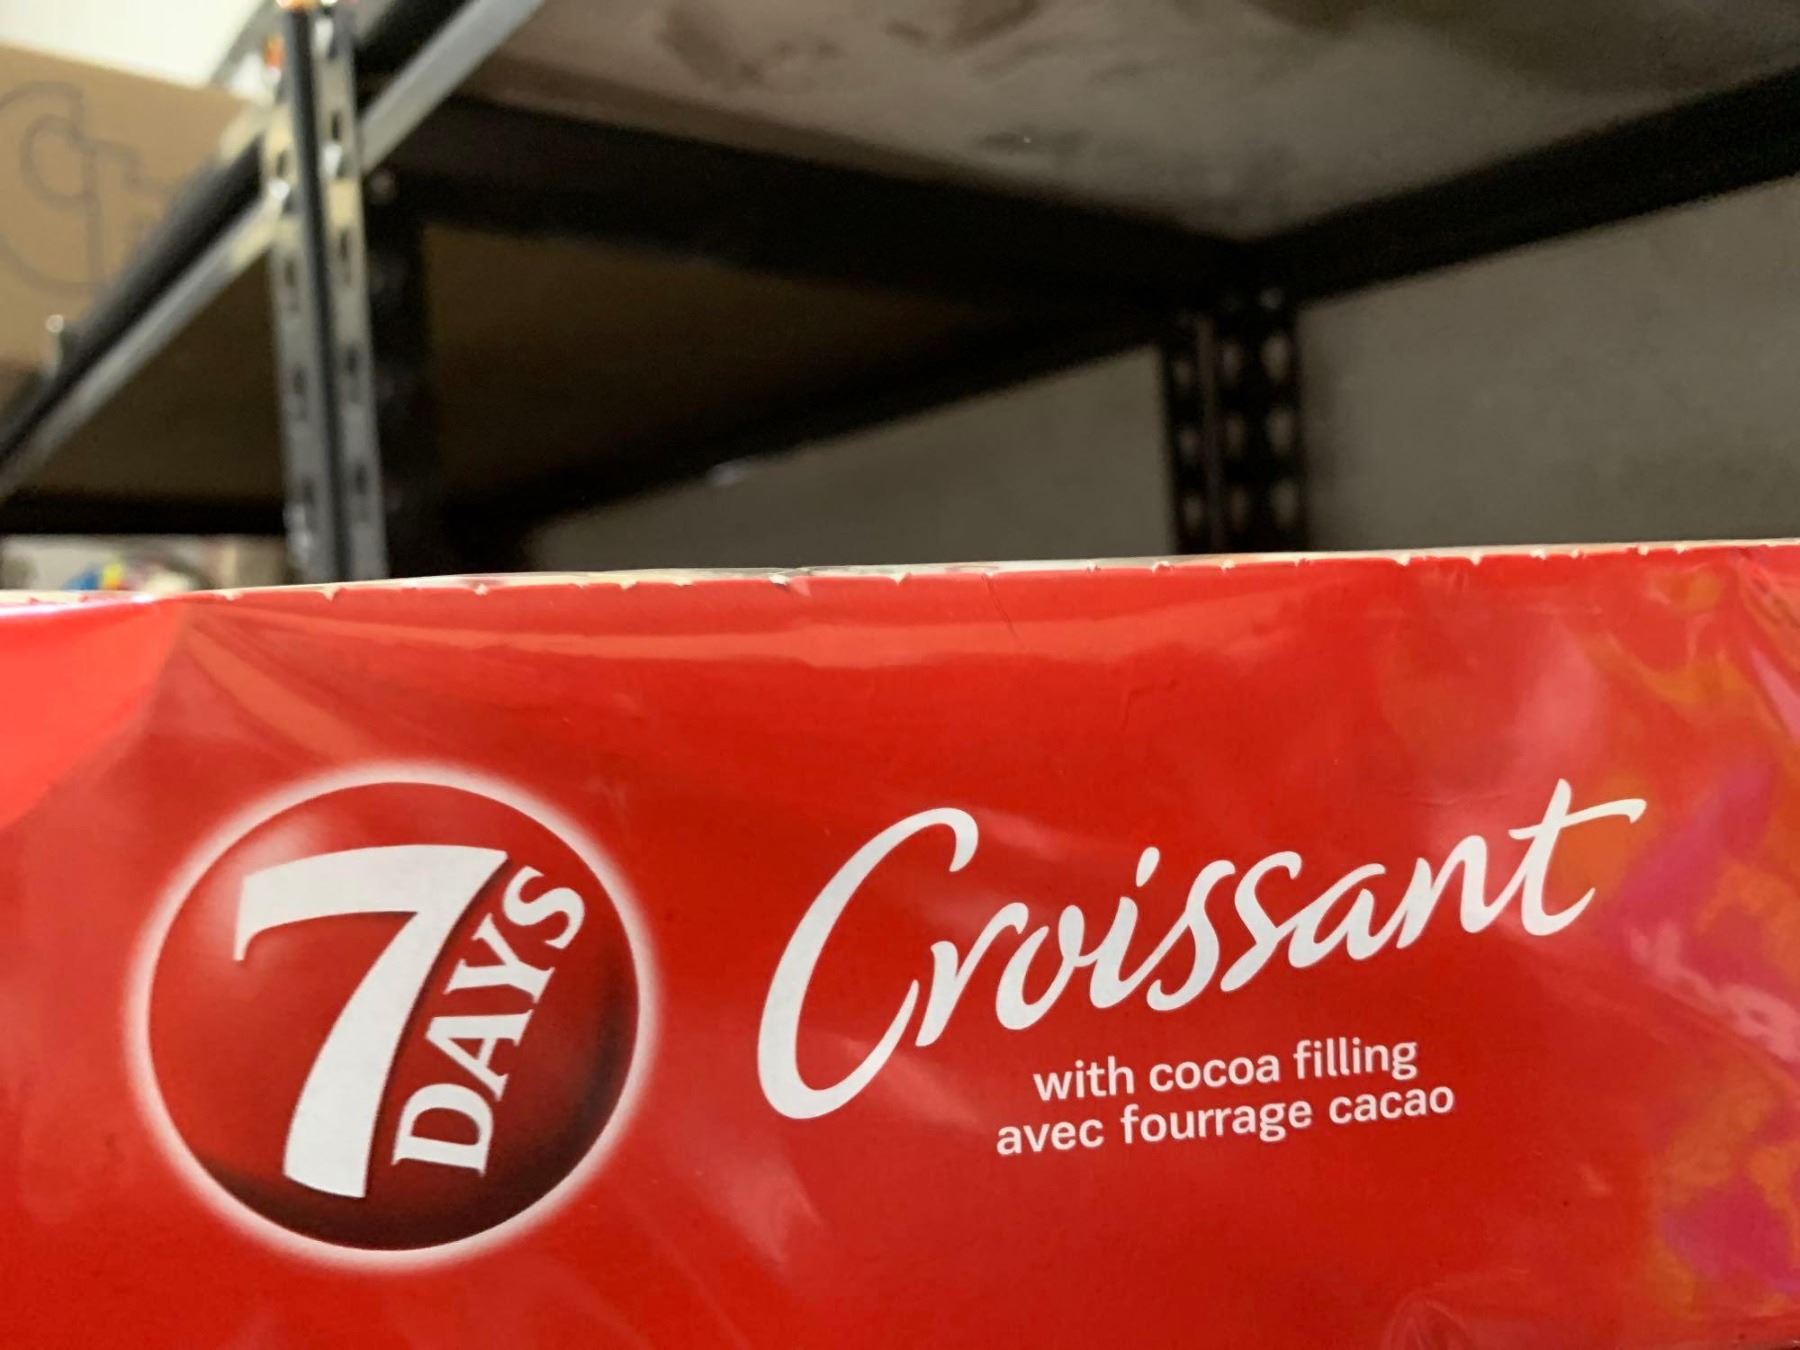 7
DAYS
Croissant
with cocoa filling
avec fourrage cacao